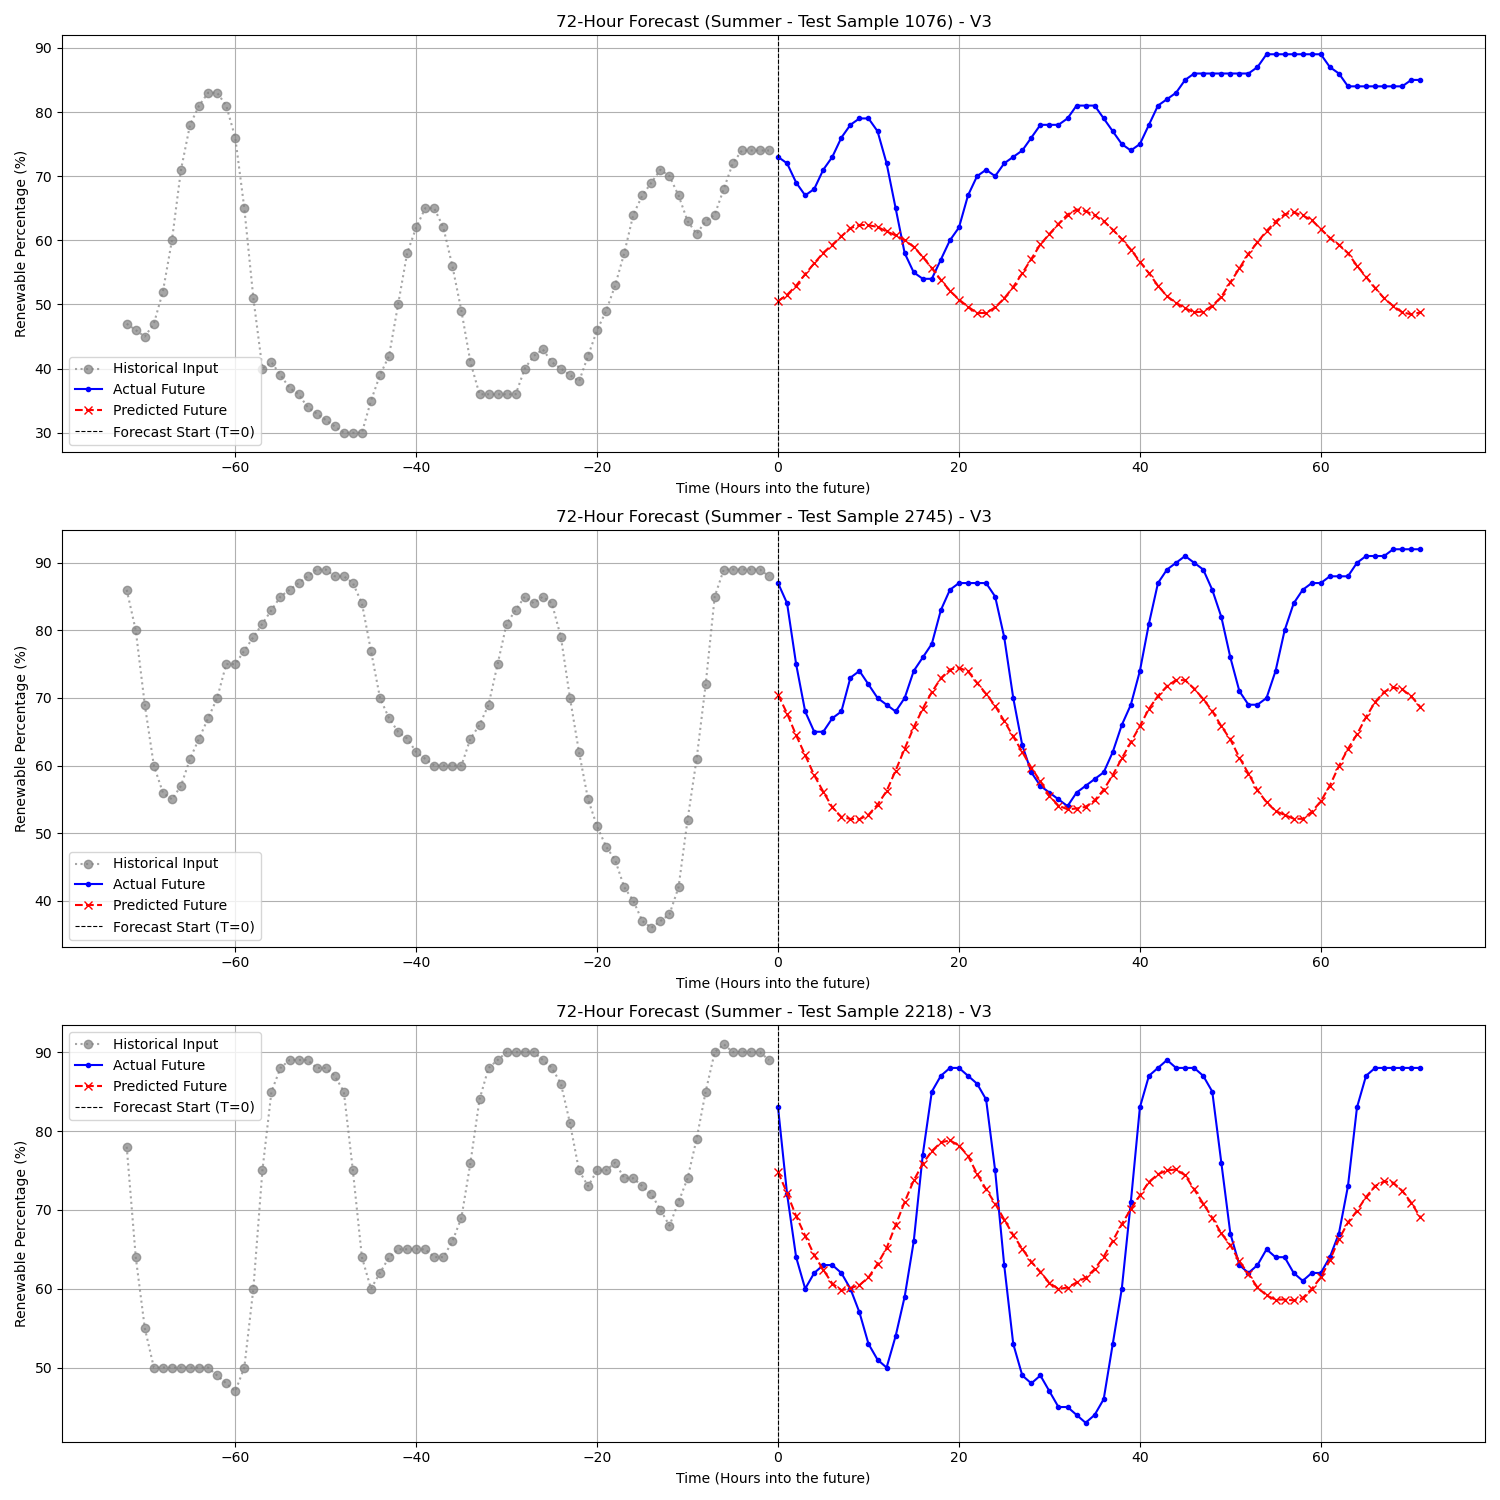 72-Hour Forecast (Summer - Test Sample 1076) - V3
Renewable Percentage (%)
90
80
70
60
50
40
30
Historical Input
Actual Future
Predicted Future
Forecast Start (T=0)
−60 −40 −20 0 20 40 60
Time (Hours into the future)
72-Hour Forecast (Summer - Test Sample 2745) - V3
Renewable Percentage (%)
90
80
70
60
50
40
Historical Input
Actual Future
Predicted Future
Forecast Start (T=0)
−60 −40 −20 0 20 40 60
Time (Hours into the future)
72-Hour Forecast (Summer - Test Sample 2218) - V3
Renewable Percentage (%)
90
80
70
60
50
Historical Input
Actual Future
Predicted Future
Forecast Start (T=0)
−60 −40 −20 0 20 40 60
Time (Hours into the future)